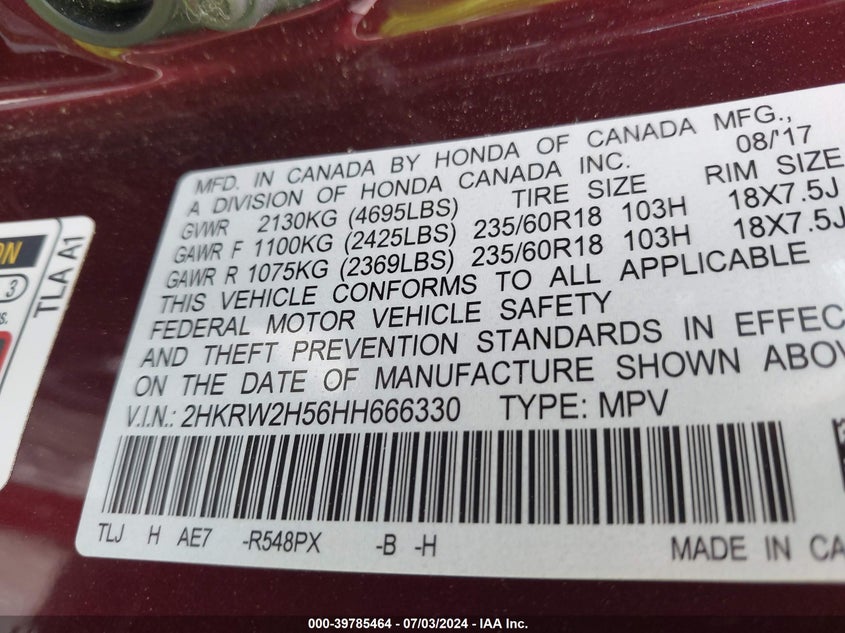 MFD. IN CANADA BY HONDA OF CANADA MFG.,
A DIVISION OF HONDA CANADA INC. 08/'17
GVWR 2130KG (4695LBS) TIRE SIZE RIM SIZE
GAWR F 1100KG (2425LBS) 235/60R18 103H 18X7.5J
GAWR R 1075KG (2369LBS) 235/60R18 103H 18X7.5J
THIS VEHICLE CONFORMS TO ALL APPLICABLE
FEDERAL MOTOR VEHICLE SAFETY
AND THEFT PREVENTION STANDARDS IN EFFEC
ON THE DATE OF MANUFACTURE SHOWN ABOV
V.I.N.: 2HKRW2H56HH666330 TYPE: MPV
TLJ H AE7 -R548PX -B -H
MADE IN CA
ON
3
s.
TLA A1
000-39785464 - 07/03/2024 - IAA Inc.